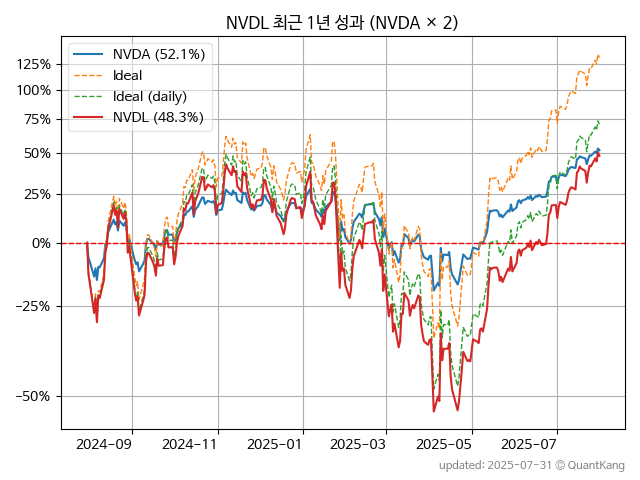 NVDL 최근 1년 성과 (NVDA × 2)
NVDA (52.1%)
Ideal
Ideal (daily)
NVDL (48.3%)
125%
100%
75%
50%
25%
0%
−25%
−50%
2024-09
2024-11
2025-01
2025-03
2025-05
2025-07
updated: 2025-07-31 © QuantKang